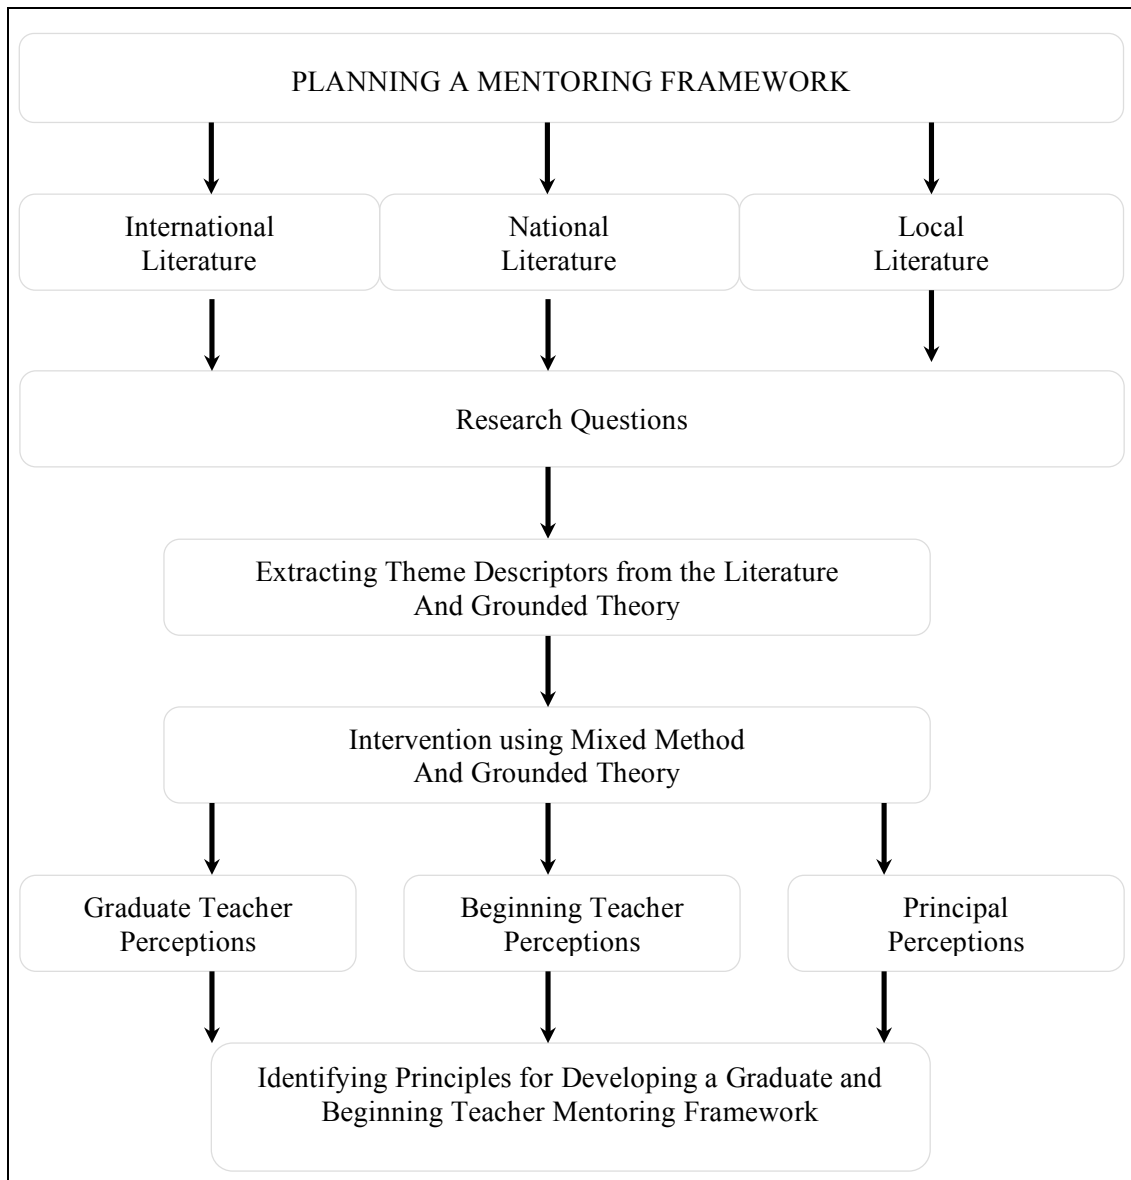 PLANNING A MENTORING FRAMEWORK
International
Literature
National
Literature
Local
Literature
Research Questions
Extracting Theme Descriptors from the Literature
And Grounded Theory
Intervention using Mixed Method
And Grounded Theory
Graduate Teacher
Perceptions
Beginning Teacher
Perceptions
Principal
Perceptions
Identifying Principles for Developing a Graduate and
Beginning Teacher Mentoring Framework